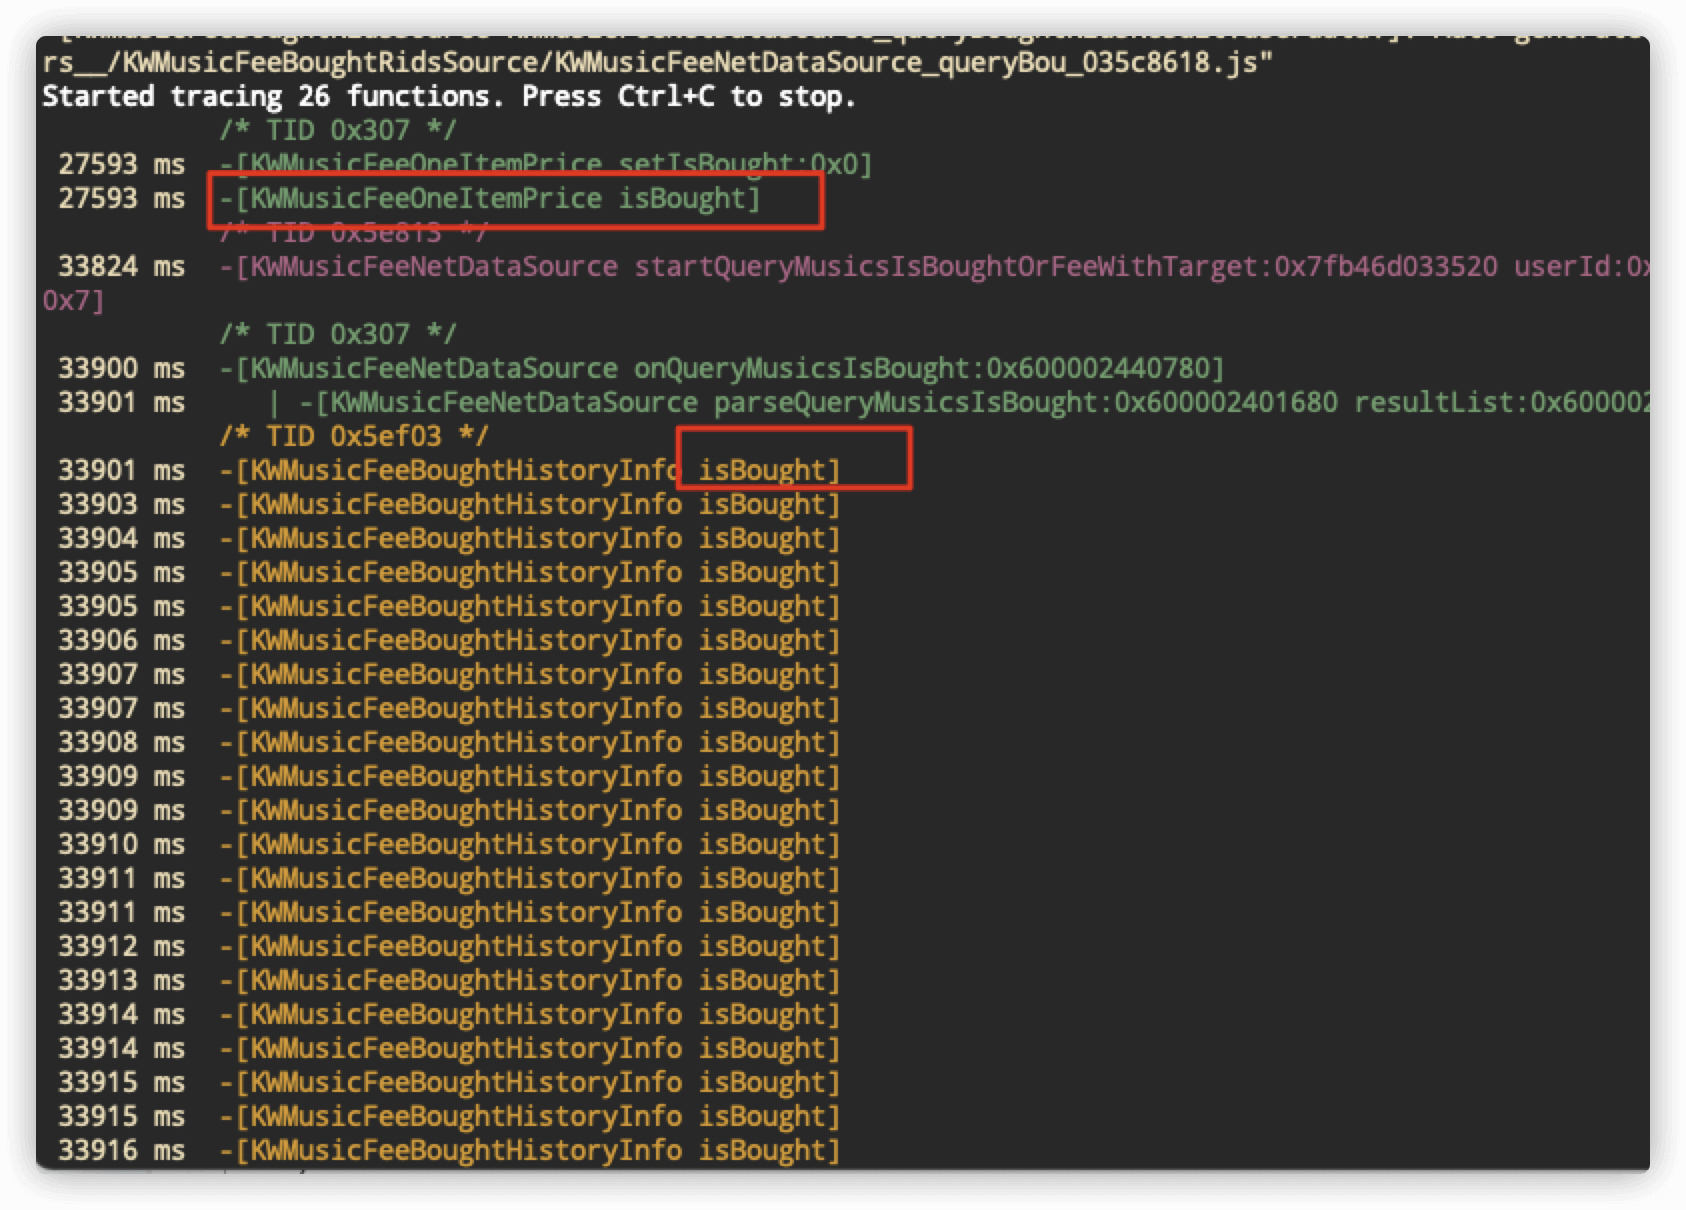 rs__/KWMusicFeeBoughtRidsSource/KWMusicFeeNetDataSource_queryBou_035c8618.js"
Started tracing 26 functions. Press Ctrl+C to stop.
/* TID 0x307 */
27593 ms -[KWMusicFeeOneItemPrice setIsBought:0x0]
27593 ms -[KWMusicFeeOneItemPrice isBought]
/* TID 0x5e813 */
33824 ms -[KWMusicFeeNetDataSource startQueryMusicsIsBoughtOrFeeWithTarget:0x7fb46d033520 userId:0x
0x7]
/* TID 0x307 */
33900 ms -[KWMusicFeeNetDataSource onQueryMusicsIsBought:0x600002440780]
33901 ms | -[KWMusicFeeNetDataSource parseQueryMusicsIsBought:0x600002401680 resultList:0x600002
/* TID 0x5ef03 */
33901 ms -[KWMusicFeeBoughtHistoryInfo isBought]
33903 ms -[KWMusicFeeBoughtHistoryInfo isBought]
33904 ms -[KWMusicFeeBoughtHistoryInfo isBought]
33905 ms -[KWMusicFeeBoughtHistoryInfo isBought]
33905 ms -[KWMusicFeeBoughtHistoryInfo isBought]
33906 ms -[KWMusicFeeBoughtHistoryInfo isBought]
33907 ms -[KWMusicFeeBoughtHistoryInfo isBought]
33907 ms -[KWMusicFeeBoughtHistoryInfo isBought]
33908 ms -[KWMusicFeeBoughtHistoryInfo isBought]
33909 ms -[KWMusicFeeBoughtHistoryInfo isBought]
33909 ms -[KWMusicFeeBoughtHistoryInfo isBought]
33910 ms -[KWMusicFeeBoughtHistoryInfo isBought]
33911 ms -[KWMusicFeeBoughtHistoryInfo isBought]
33911 ms -[KWMusicFeeBoughtHistoryInfo isBought]
33912 ms -[KWMusicFeeBoughtHistoryInfo isBought]
33913 ms -[KWMusicFeeBoughtHistoryInfo isBought]
33914 ms -[KWMusicFeeBoughtHistoryInfo isBought]
33914 ms -[KWMusicFeeBoughtHistoryInfo isBought]
33915 ms -[KWMusicFeeBoughtHistoryInfo isBought]
33915 ms -[KWMusicFeeBoughtHistoryInfo isBought]
33916 ms -[KWMusicFeeBoughtHistoryInfo isBought]